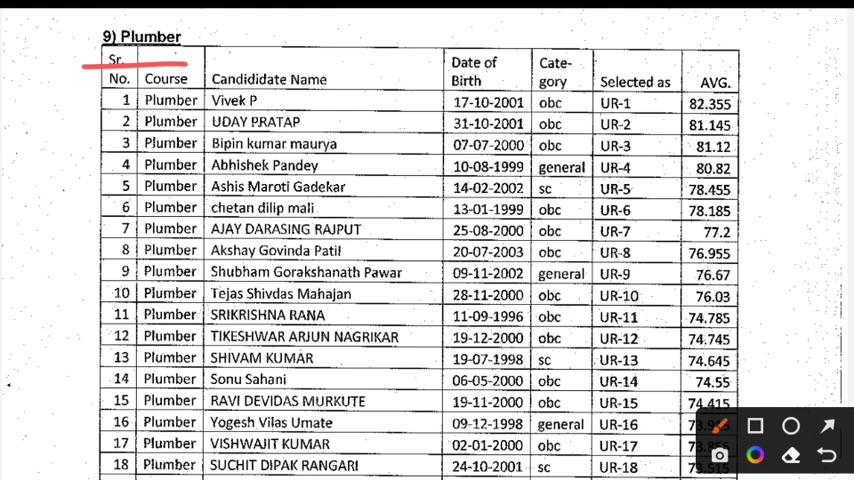 9) Plumber
Sr. No. Course Candididate Name Date of Birth Cate-gory Selected as AVG.
1 Plumber Vivek P 17-10-2001 obc UR-1 82.355
2 Plumber UDAY PRATAP 31-10-2001 obc UR-2 81.145
3 Plumber Bipin kumar maurya 07-07-2000 obc UR-3 81.12
4 Plumber Abhishek Pandey 10-08-1999 general UR-4 80.82
5 Plumber Ashis Maroti Gadekar 14-02-2002 sc UR-5 78.455
6 Plumber chetan dilip mali 13-01-1999 obc UR-6 78.185
7 Plumber AJAY DARASING RAJPUT 25-08-2000 obc UR-7 77.2
8 Plumber Akshay Govinda Patil 20-07-2003 obc UR-8 76.955
9 Plumber Shubham Gorakshanath Pawar 09-11-2002 general UR-9 76.67
10 Plumber Tejas Shivdas Mahajan 28-11-2000 obc UR-10 76.03
11 Plumber SRIKRISHNA RANA 11-09-1996 obc UR-11 74.785
12 Plumber TIKESHWAR ARJUN NAGRIKAR 19-12-2000 obc UR-12 74.745
13 Plumber SHIVAM KUMAR 19-07-1998 sc UR-13 74.645
14 Plumber Sonu Sahani 06-05-2000 obc UR-14 74.55
15 Plumber RAVI DEVIDAS MURKUTE 19-11-2000 obc UR-15 74.415
16 Plumber Yogesh Vilas Umate 09-12-1998 general UR-16
17 Plumber VISHWAJIT KUMAR 02-01-2000 obc UR-17
18 Plumber SUCHIT DIPAK RANGARI 24-10-2001 sc UR-18